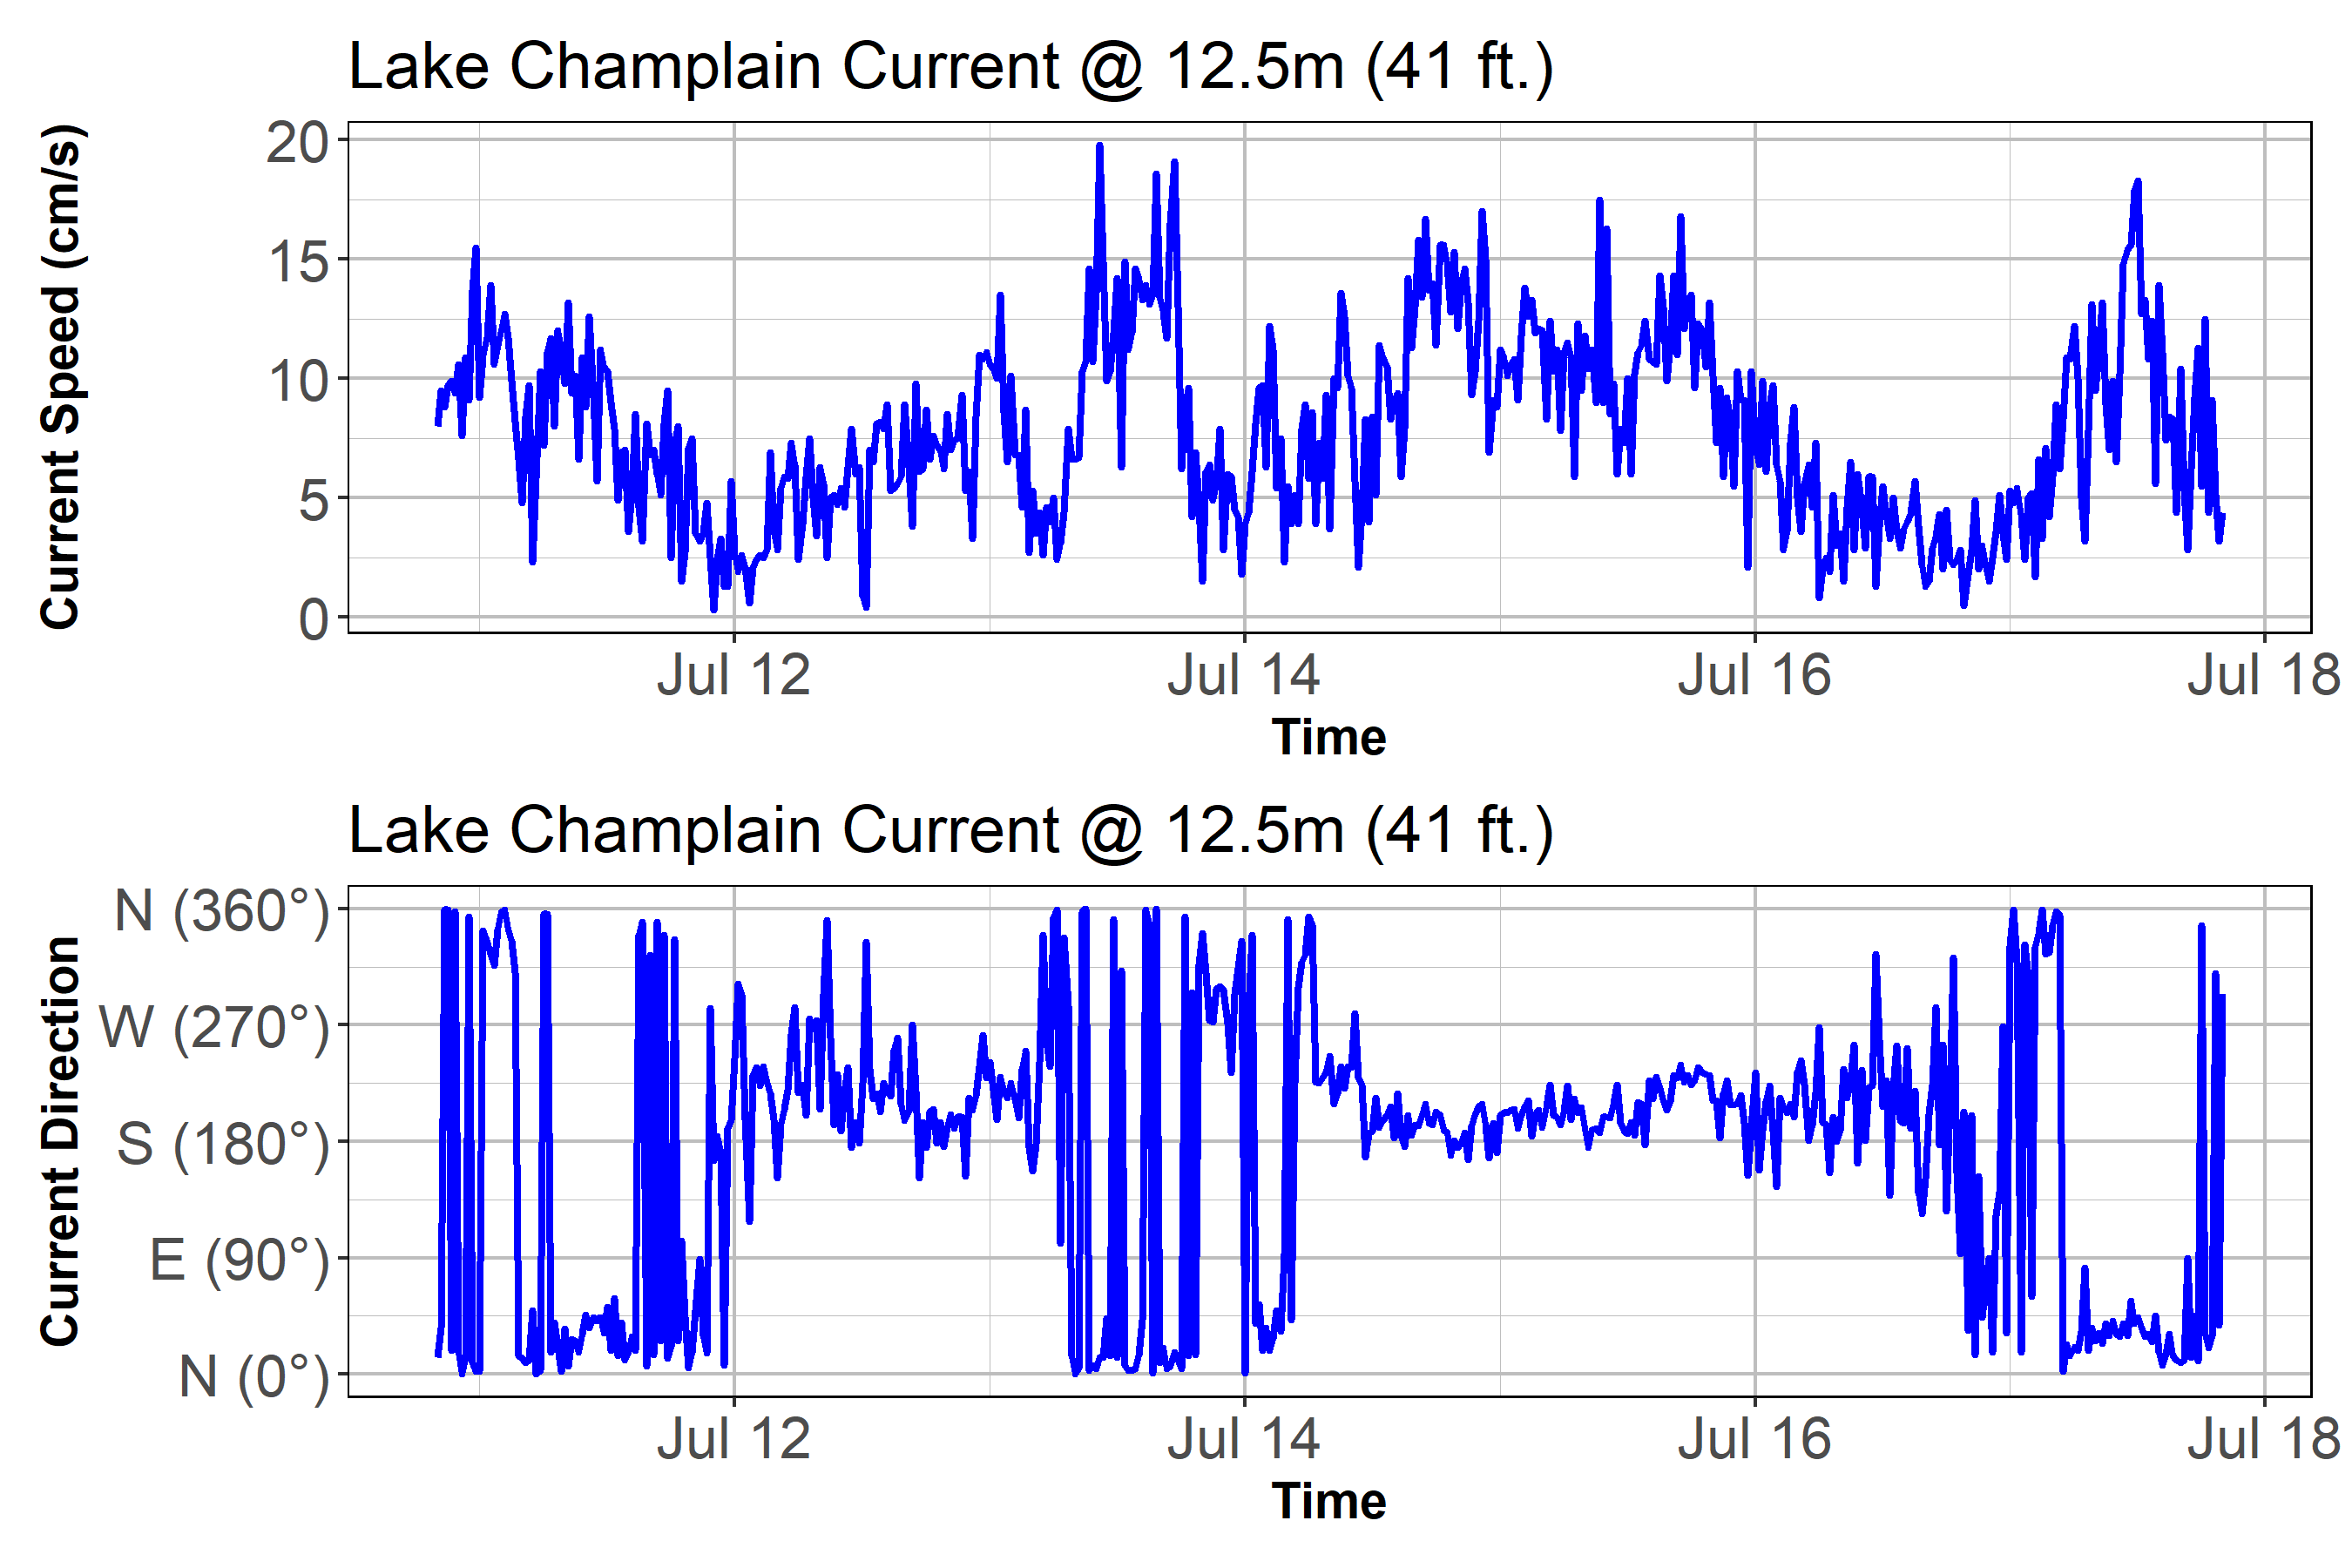 Lake Champlain Current @ 12.5m (41 ft.)
Current Speed (cm/s)
20
15
10
5
0
Jul 12 Jul 14 Jul 16 Jul 18
Time
Lake Champlain Current @ 12.5m (41 ft.)
Current Direction
N (360°)
W (270°)
S (180°)
E (90°)
N (0°)
Jul 12 Jul 14 Jul 16 Jul 18
Time